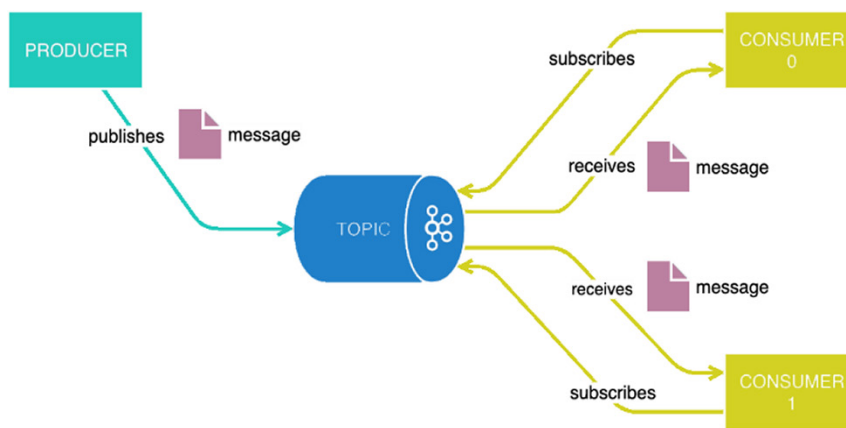 PRODUCER
publishes
message
TOPIC
subscribes
CONSUMER
0
receives
message
receives
message
subscribes
CONSUMER
1